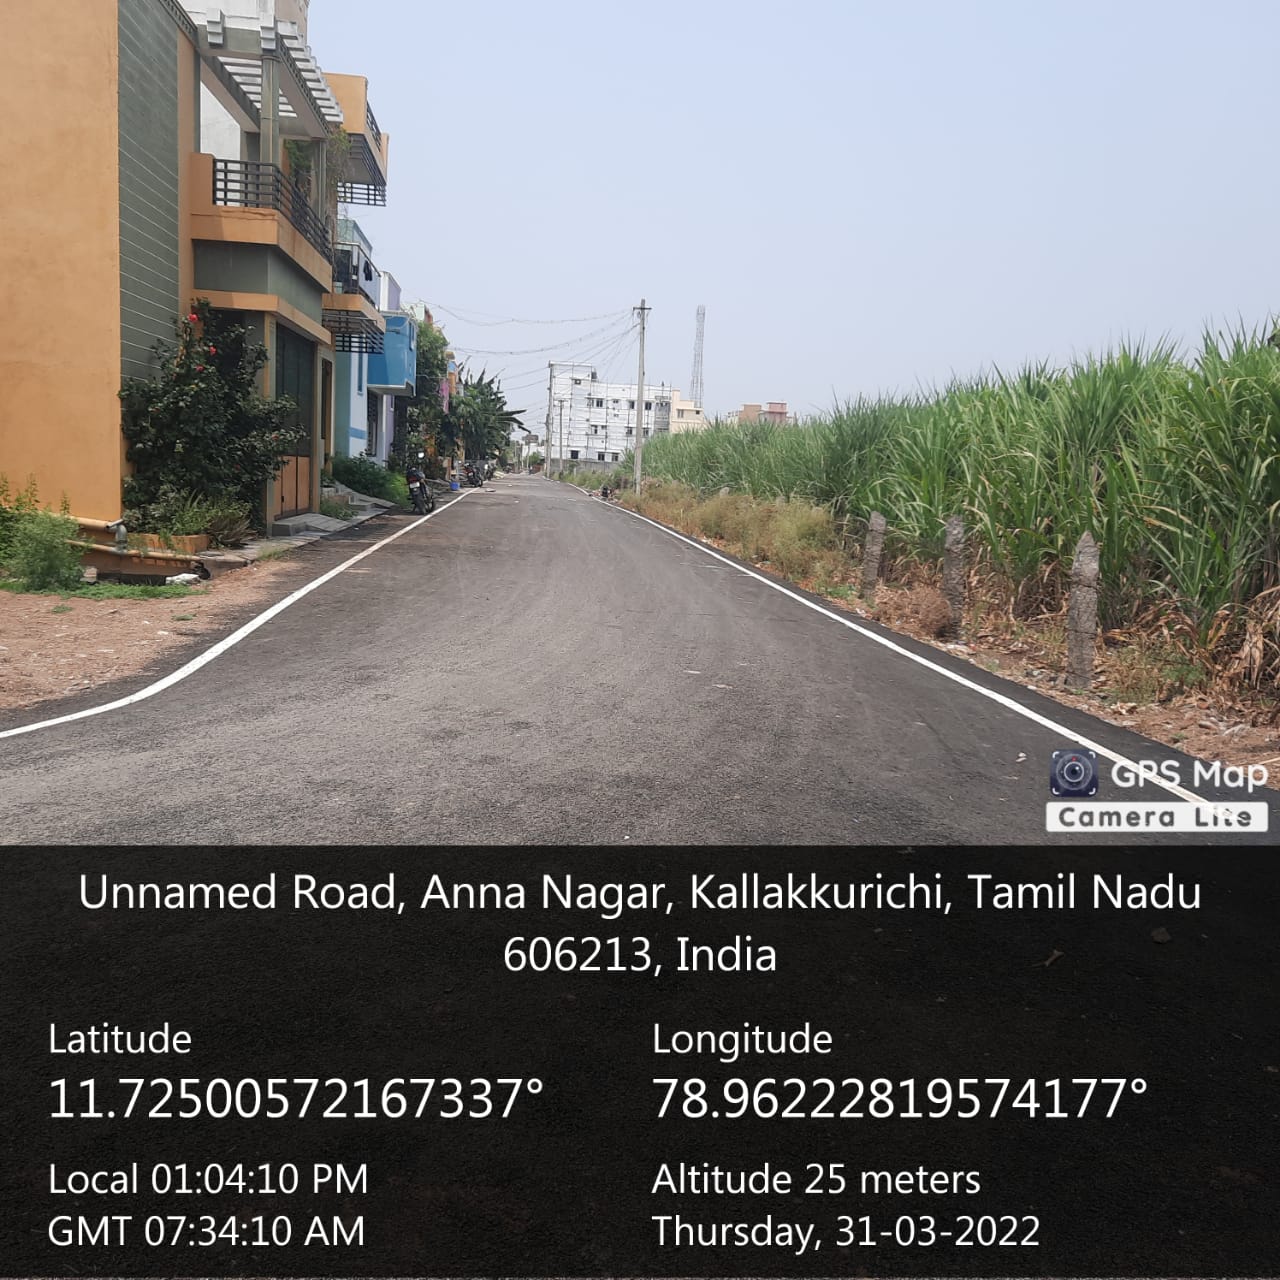 GPS Map
Camera Lite
Unnamed Road, Anna Nagar, Kallakkurichi, Tamil Nadu
606213, India
Latitude
Longitude
11.72500572167337°
78.96222819574177°
Local 01:04:10 PM
Altitude 25 meters
GMT 07:34:10 AM
Thursday, 31-03-2022